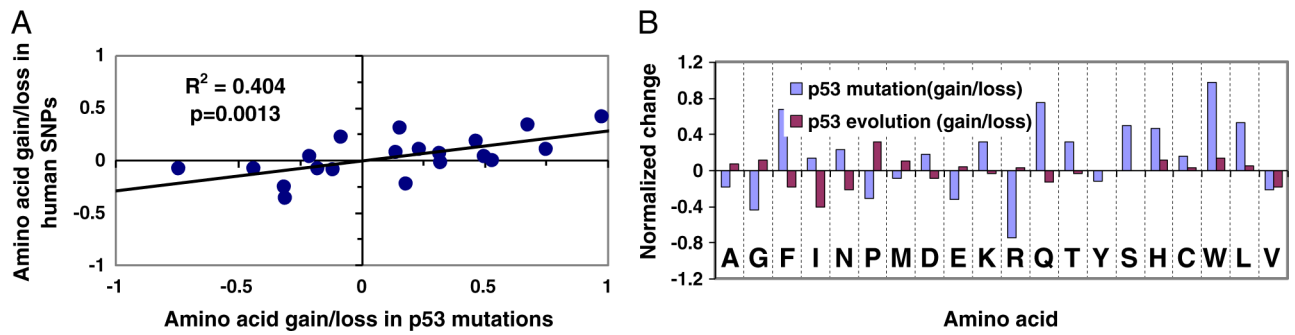 A
Amino acid gain/loss in
human SNPs
1
0.5
0
-0.5
-1
R² = 0.404
p=0.0013
-1
-0.5
0
0.5
1
Amino acid gain/loss in p53 mutations
B
Normalized change
1.2
0.8
0.4
0
-0.4
-0.8
-1.2
p53 mutation(gain/loss)
p53 evolution (gain/loss)
A G F I N P M D E K R Q T Y S H C W L V
Amino acid